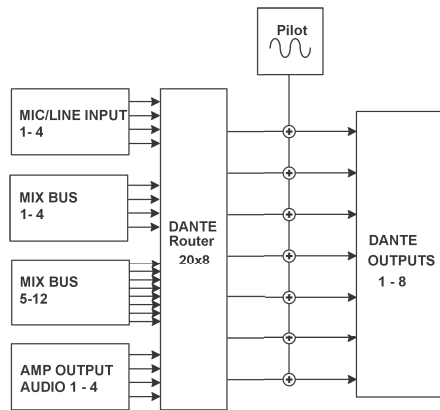 Pilot
MIC/LINE INPUT
1- 4
MIX BUS
1- 4
MIX BUS
5-12
AMP OUTPUT
AUDIO 1 - 4
DANTE
Router
20x8
DANTE
OUTPUTS
1 - 8